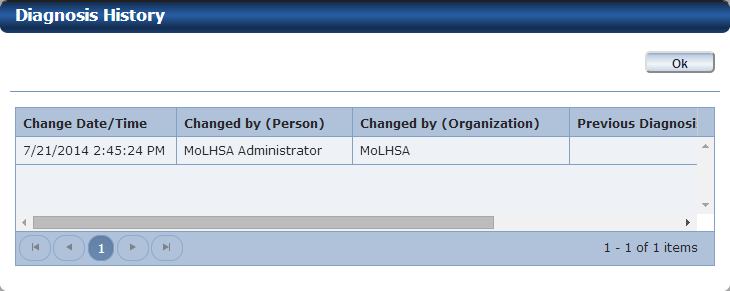 Diagnosis History
Ok
Change Date/Time Changed by (Person) Changed by (Organization) Previous Diagnosi
7/21/2014 2:45:24 PM MoLHSA Administrator MoLHSA
1 1 - 1 of 1 items